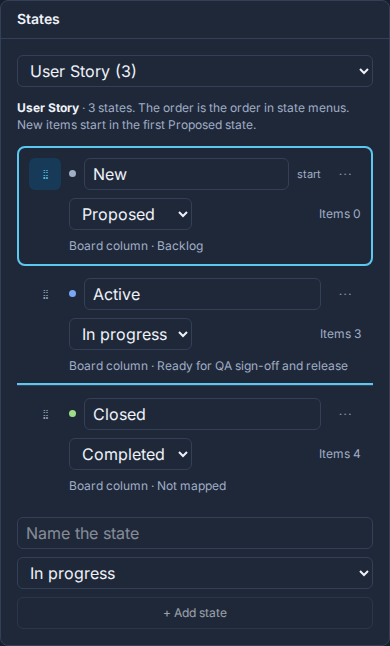 States
User Story (3)
User Story · 3 states. The order is the order in state menus.
New items start in the first Proposed state.
New
start
...
Proposed
Items 0
Board column · Backlog
Active
...
In progress
Items 3
Board column · Ready for QA sign-off and release
Closed
...
Completed
Items 4
Board column · Not mapped
Name the state
In progress
+ Add state